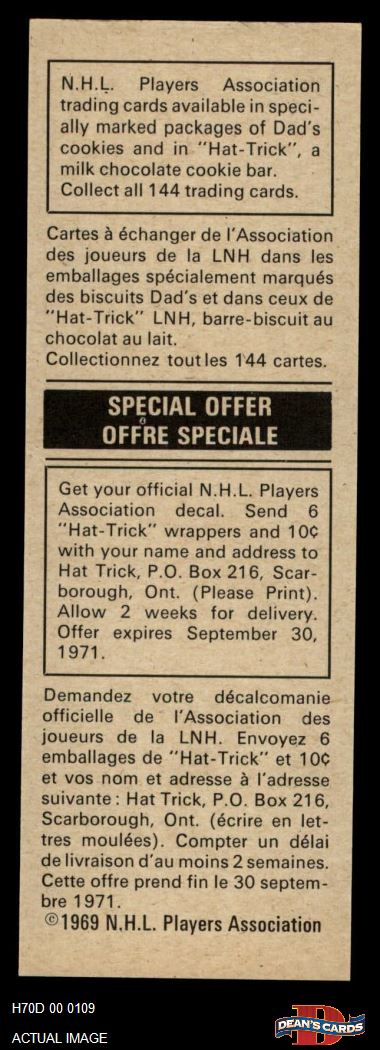 N.H.L. Players Association
trading cards available in speci-
ally marked packages of Dad's
cookies and in "Hat-Trick", a
milk chocolate cookie bar.
Collect all 144 trading cards.
Cartes à échanger de l'Association
des joueurs de la LNH dans les
emballages spécialement marqués
des biscuits Dad's et dans ceux de
"Hat-Trick" LNH, barre-biscuit au
chocolat au lait.
Collectionnez toutles 144 cartes.
SPECIAL OFFER
OFFRE SPECIALE
Get your official N.H.L. Players
Association decal. Send 6
"Hat-Trick" wrappers and 10¢
with your name and address to
Hat Trick, P.O. Box 216, Scar-
borough, Ont. (Please Print).
Allow 2 weeks for delivery.
Offer expires September 30,
1971.
Demandez votre décalcomanie
officielle de l'Association des
joueurs de la LNH. Envoyez 6
emballages de "Hat-Trick" et 10¢
et vos nom et adresse à l'adresse
suivante : Hat Trick, P.O. Box 216,
Scarborough, Ont. (écrire en let-
tres moulées). Compter un délai
de livraison d'au moins 2 semaines.
Cette offre prend fin le 30 septem-
bre 1971.
©1969 N.H.L. Players Association
H70D 00 0109
ACTUAL IMAGE
DEAN'S CARDS